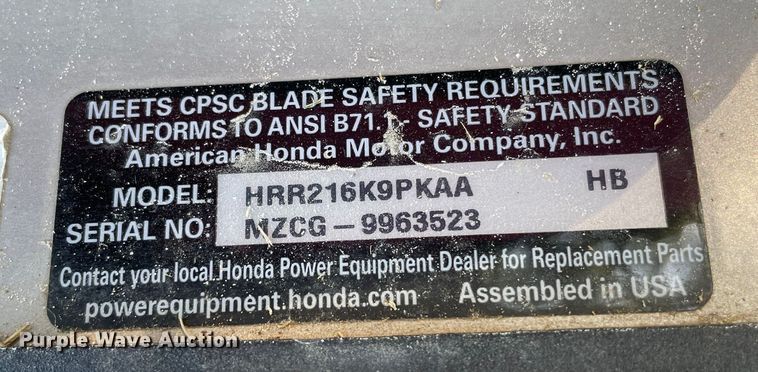 MEETS CPSC BLADE SAFETY REQUIREMENTS
CONFORMS TO ANSI B71.1 - SAFETY STANDARD
American Honda Motor Company, Inc.
MODEL: HRR216K9PKAA HB
SERIAL NO: MZCG-9963523
Contact your local Honda Power Equipment Dealer for Replacement Parts
powerequipment.honda.com Assembled in USA
Purple Wave Auction